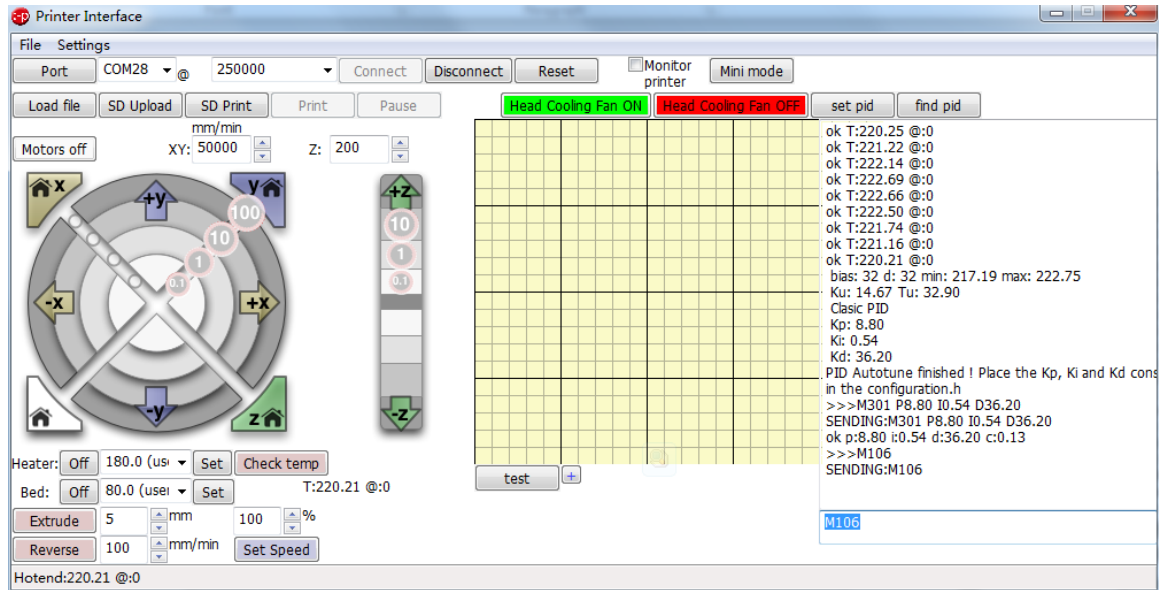 Printer Interface
File Settings
Port COM28 @ 250000 Connect Disconnect Reset Monitor printer Mini mode
Load file SD Upload SD Print Print Pause Head Cooling Fan ON Head Cooling Fan OFF set pid find pid
mm/min
Motors off XY: 50000 Z: 200
x +y y
100
10
1
0.1
-x +x
-y z
+z
10
1
0.1
-z
Heater: Off 180.0 (use Set Check temp
Bed: Off 80.0 (user Set T:220.21 @:0
Extrude 5 mm 100 %
Reverse 100 mm/min Set Speed
test +
ok T:220.25 @:0
ok T:221.22 @:0
ok T:222.14 @:0
ok T:222.69 @:0
ok T:222.66 @:0
ok T:222.50 @:0
ok T:221.74 @:0
ok T:221.16 @:0
ok T:220.21 @:0
bias: 32 d: 32 min: 217.19 max: 222.75
Ku: 14.67 Tu: 32.90
Clasic PID
Kp: 8.80
Ki: 0.54
Kd: 36.20
PID Autotune finished ! Place the Kp, Ki and Kd cons
in the configuration.h
>>>M301 P8.80 I0.54 D36.20
SENDING:M301 P8.80 I0.54 D36.20
ok p:8.80 i:0.54 d:36.20 c:0.13
>>>M106
SENDING:M106
M106
Hotend:220.21 @:0